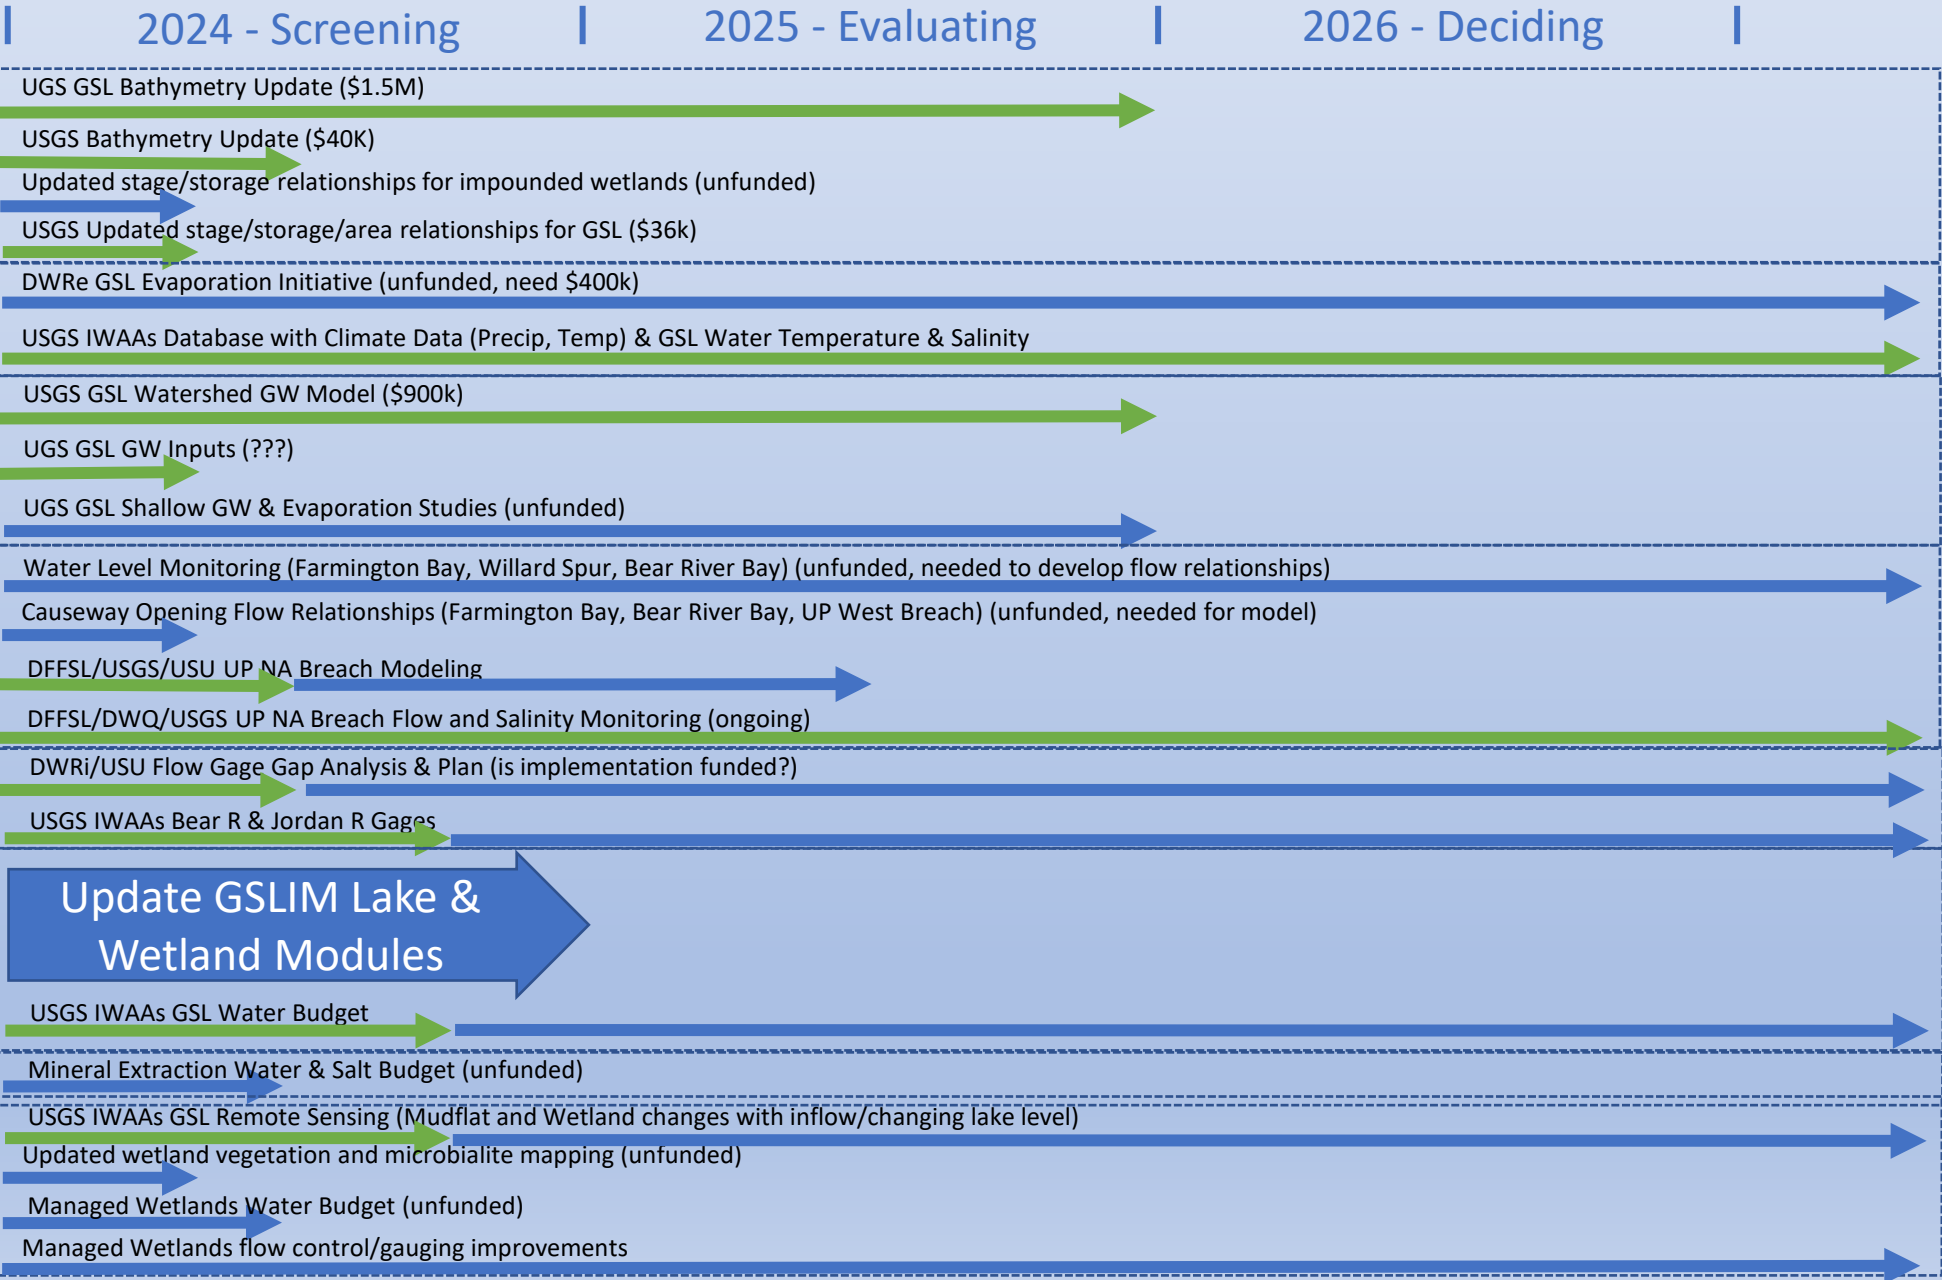 2024 - Screening
2025 - Evaluating
2026 - Deciding
UGS GSL Bathymetry Update ($1.5M)
USGS Bathymetry Update ($40K)
Updated stage/storage relationships for impounded wetlands (unfunded)
USGS Updated stage/storage/area relationships for GSL ($36k)
DWRe GSL Evaporation Initiative (unfunded, need $400k)
USGS IWAAs Database with Climate Data (Precip, Temp) & GSL Water Temperature & Salinity
USGS GSL Watershed GW Model ($900k)
UGS GSL GW Inputs (???)
UGS GSL Shallow GW & Evaporation Studies (unfunded)
Water Level Monitoring (Farmington Bay, Willard Spur, Bear River Bay) (unfunded, needed to develop flow relationships)
Causeway Opening Flow Relationships (Farmington Bay, Bear River Bay, UP West Breach) (unfunded, needed for model)
DFFSL/USGS/USU UP NA Breach Modeling
DFFSL/DWQ/USGS UP NA Breach Flow and Salinity Monitoring (ongoing)
DWRi/USU Flow Gage Gap Analysis & Plan (is implementation funded?)
USGS IWAAs Bear R & Jordan R Gages
Update GSLIM Lake &
Wetland Modules
USGS IWAAs GSL Water Budget
Mineral Extraction Water & Salt Budget (unfunded)
USGS IWAAs GSL Remote Sensing (Mudflat and Wetland changes with inflow/changing lake level)
Updated wetland vegetation and microbialite mapping (unfunded)
Managed Wetlands Water Budget (unfunded)
Managed Wetlands flow control/gauging improvements